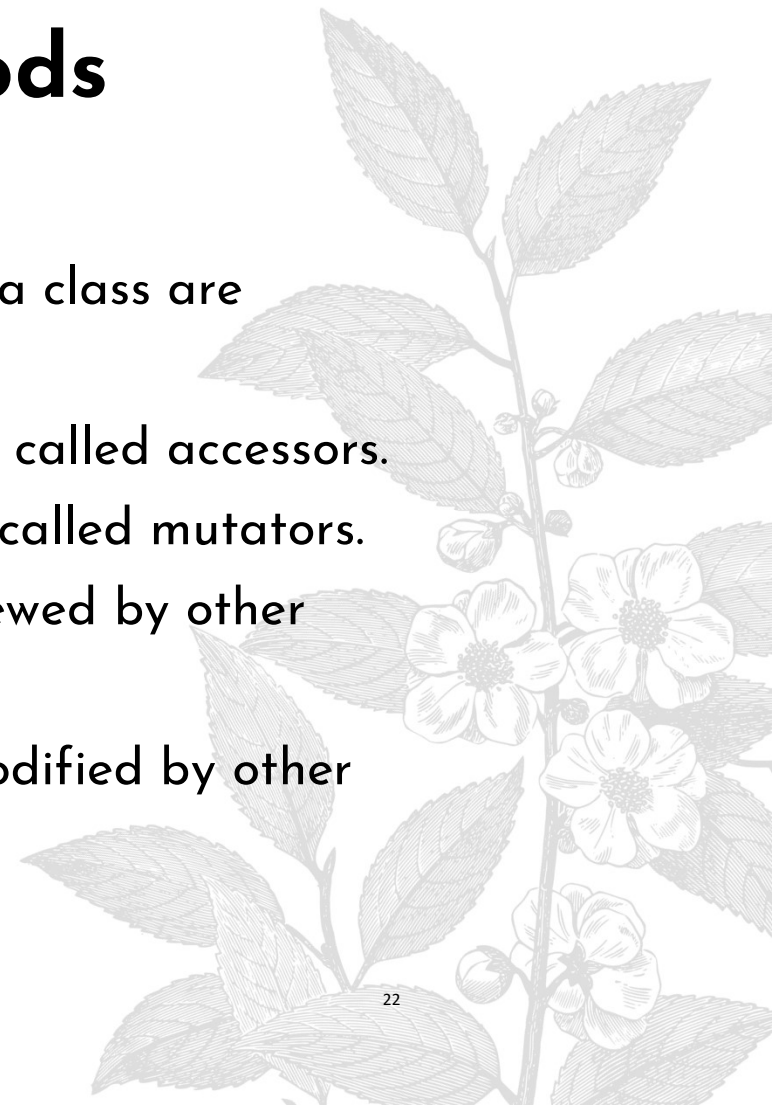 ods
a class are
called accessors.
called mutators.
ewed by other
odified by other
22